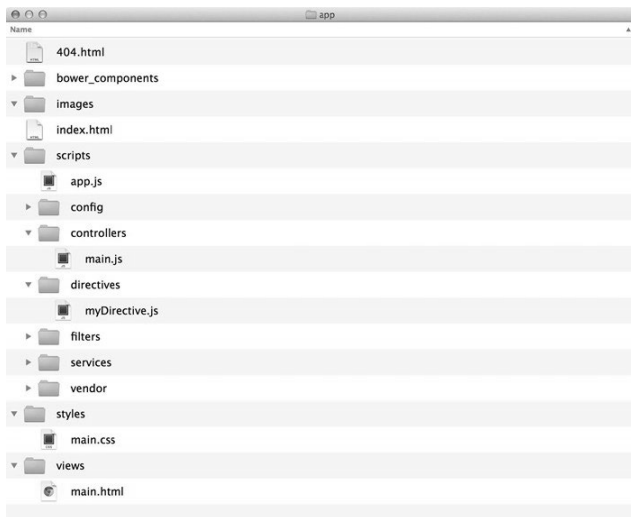 app
Name
404.html
bower_components
images
index.html
scripts
app.js
config
controllers
main.js
directives
myDirective.js
filters
services
vendor
styles
main.css
views
main.html